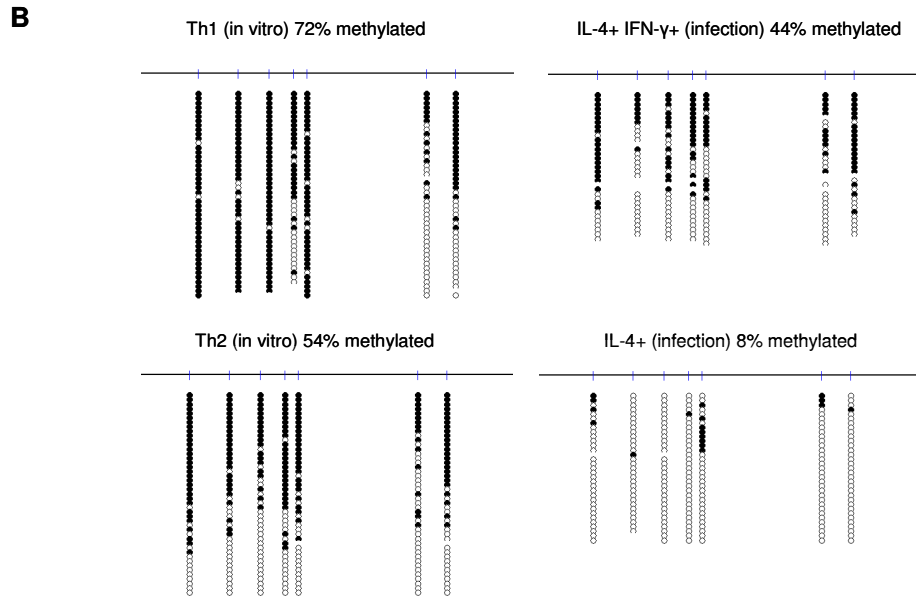 B
Th1 (in vitro) 72% methylated
IL-4+ IFN-γ+ (infection) 44% methylated
Th2 (in vitro) 54% methylated
IL-4+ (infection) 8% methylated